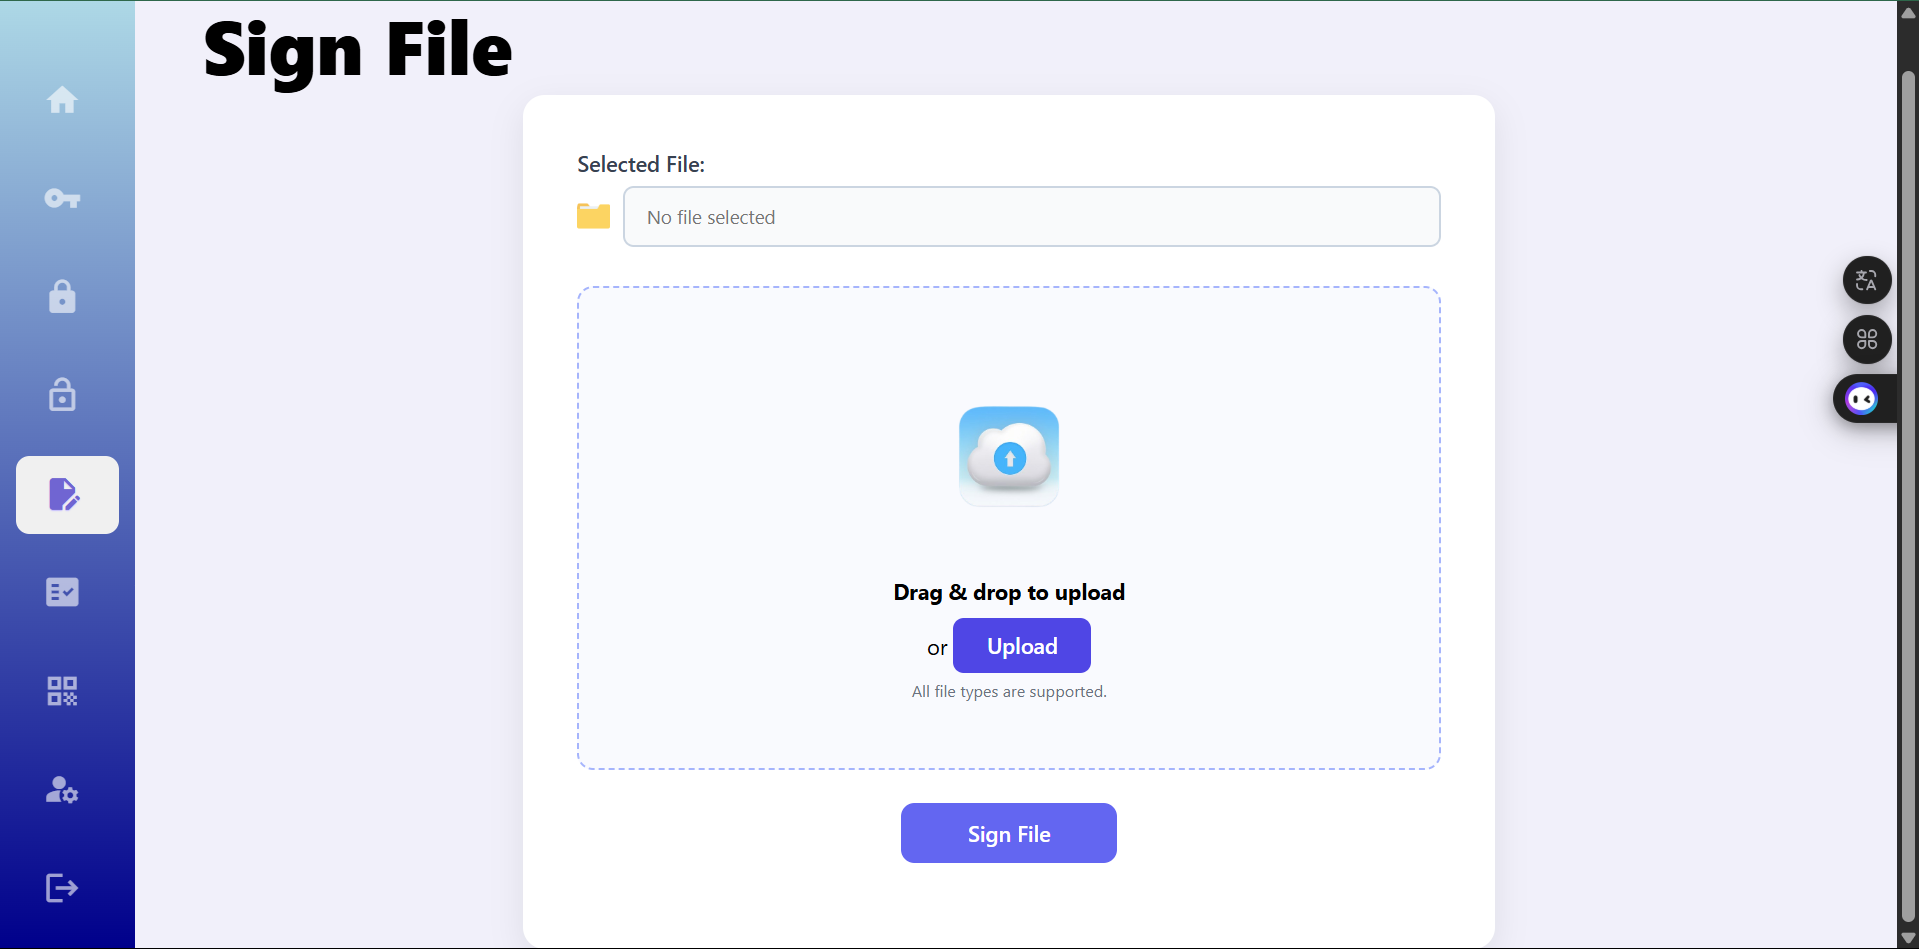 Sign File
Selected File:
No file selected
Drag & drop to upload
or Upload
All file types are supported.
Sign File